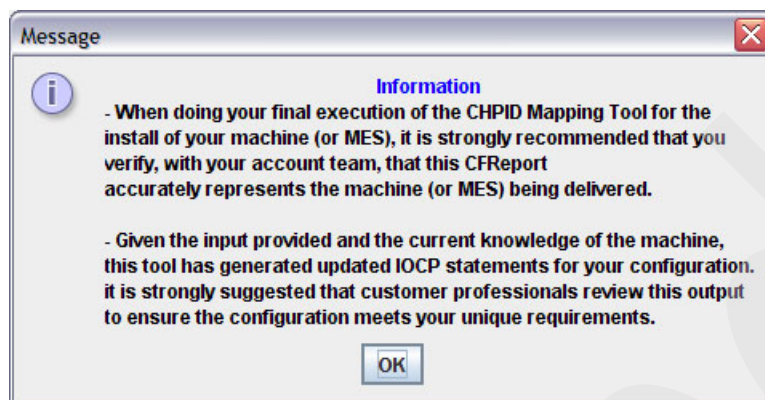 Message
Information
- When doing your final execution of the CHPID Mapping Tool for the
install of your machine (or MES), it is strongly recommended that you
verify, with your account team, that this CFReport
accurately represents the machine (or MES) being delivered.
- Given the input provided and the current knowledge of the machine,
this tool has generated updated IOCP statements for your configuration.
it is strongly suggested that customer professionals review this output
to ensure the configuration meets your unique requirements.
OK